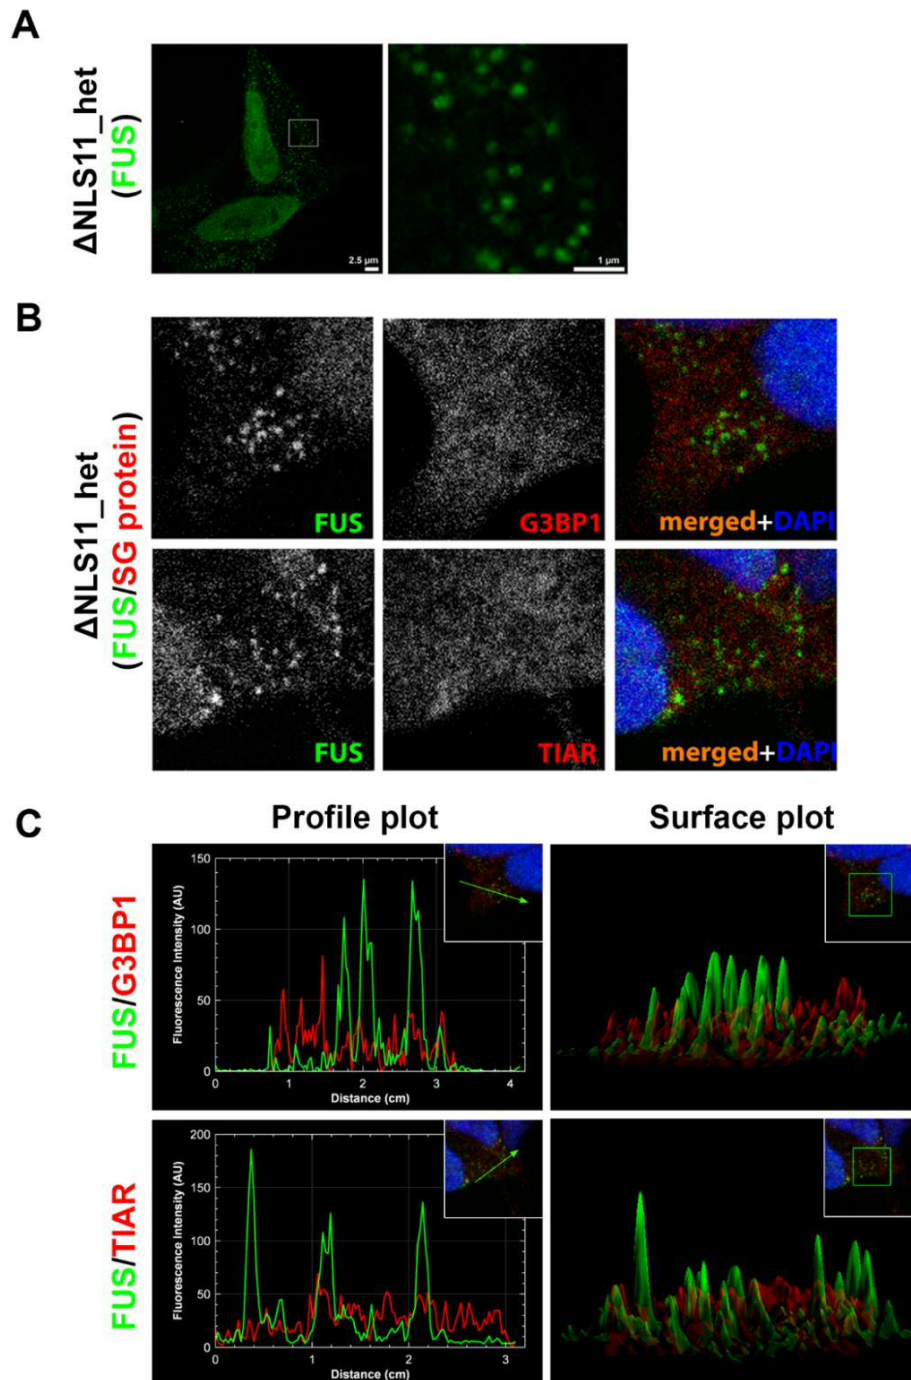 A
ΔNLS11_het
(FUS)
2.5 µm
1 µm
B
ΔNLS11_het
(FUS/SG protein)
FUS
G3BP1
merged+DAPI
FUS
TIAR
merged+DAPI
C
Profile plot
Surface plot
FUS/G3BP1
Fluorescence Intensity (AU)
150
100
50
0
0
1
2
3
4
Distance (cm)
FUS/TIAR
Fluorescence Intensity (AU)
200
150
100
50
0
0
1
2
3
Distance (cm)